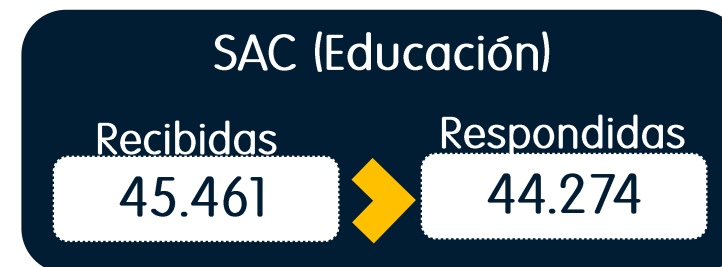 SAC (Educación)
Recibidas
45.461
Respondidas
44.274